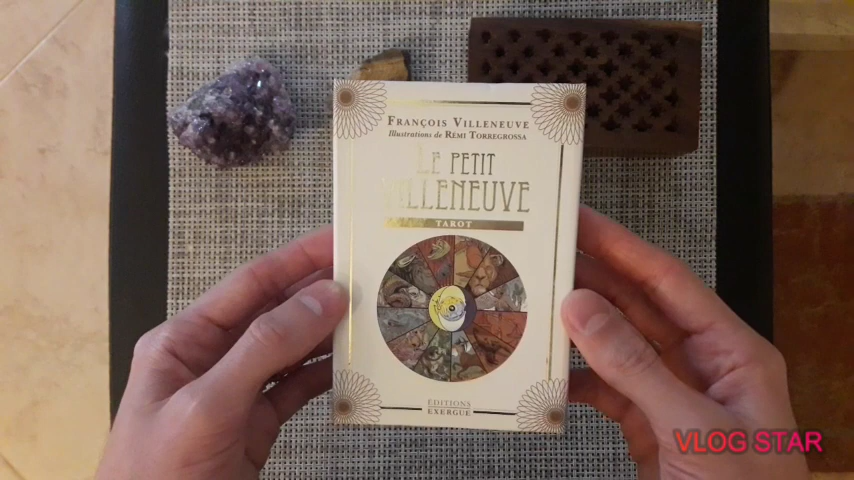 FRANÇOIS VILLENEUVE
Illustrations de RÉMI TORREGROSSA
LE PETIT
VILLENEUVE
TAROT
EDITIONS
EXERGUE
VLOG STAR